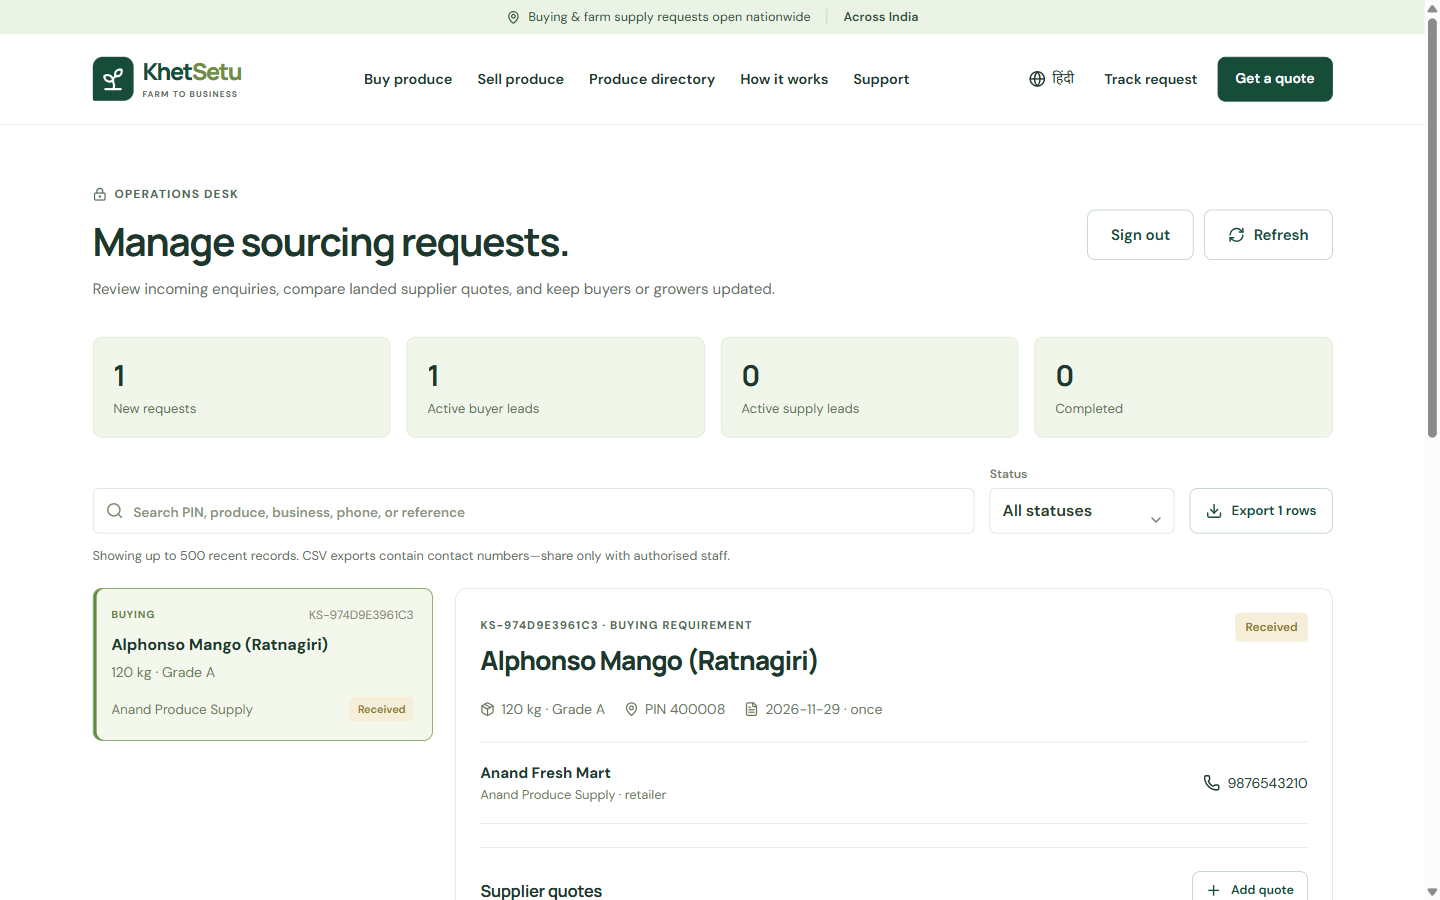 Buying & farm supply requests open nationwide
Across India
KhetSetu
FARM TO BUSINESS
Buy produce
Sell produce
Produce directory
How it works
Support
हिंदी
Track request
Get a quote
OPERATIONS DESK
Manage sourcing requests.
Sign out
Refresh
Review incoming enquiries, compare landed supplier quotes, and keep buyers or growers updated.
1
New requests
1
Active buyer leads
0
Active supply leads
0
Completed
Status
Search PIN, produce, business, phone, or reference
All statuses
Export 1 rows
Showing up to 500 recent records. CSV exports contain contact numbers—share only with authorised staff.
BUYING
KS-974D9E3961C3
Alphonso Mango (Ratnagiri)
120 kg · Grade A
Anand Produce Supply
Received
KS-974D9E3961C3 · BUYING REQUIREMENT
Received
Alphonso Mango (Ratnagiri)
120 kg · Grade A
PIN 400008
2026-11-29 · once
Anand Fresh Mart
Anand Produce Supply · retailer
9876543210
Supplier quotes
Add quote